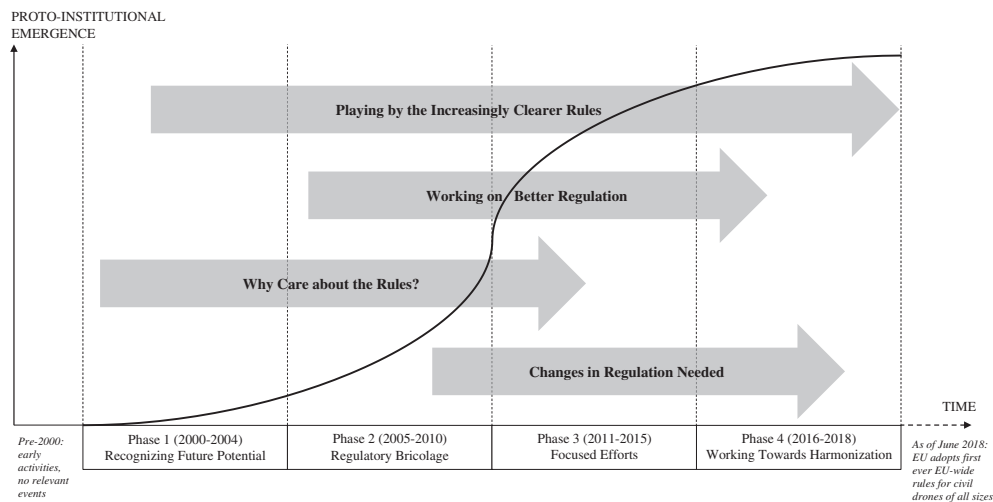 PROTO-INSTITUTIONAL
EMERGENCE
Playing by the Increasingly Clearer Rules
Working on Better Regulation
Why Care about the Rules?
Changes in Regulation Needed
TIME
Pre-2000:
early
activities,
no relevant
events
Phase 1 (2000-2004)
Recognizing Future Potential
Phase 2 (2005-2010)
Regulatory Bricolage
Phase 3 (2011-2015)
Focused Efforts
Phase 4 (2016-2018)
Working Towards Harmonization
As of June 2018:
EU adopts first
ever EU-wide
rules for civil
drones of all sizes